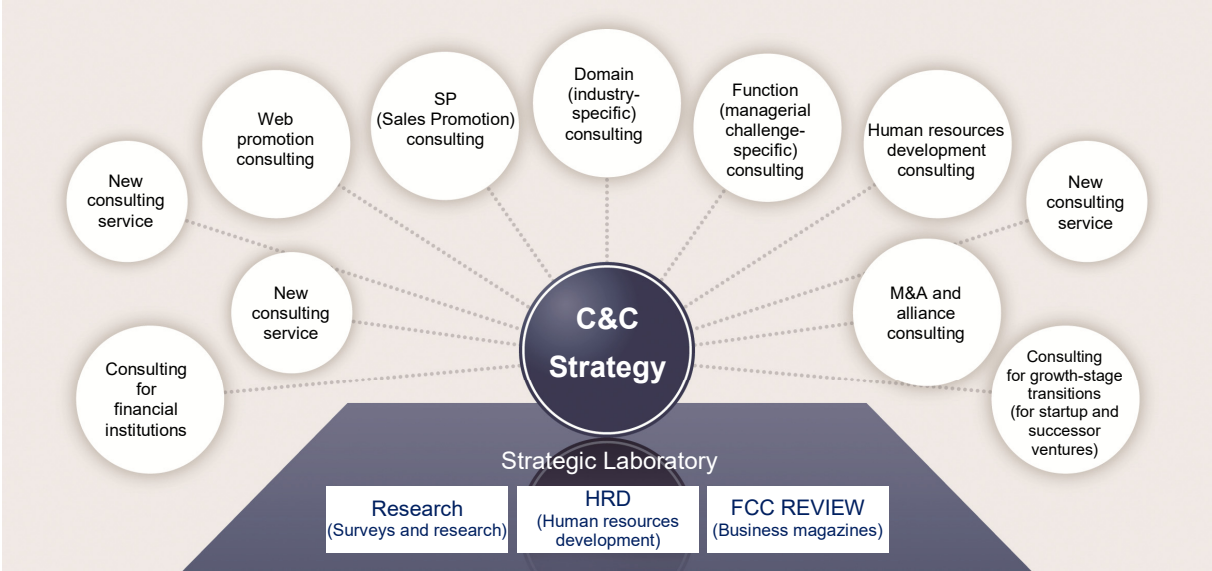 Domain
(industry-
specific)
consulting
SP
(Sales Promotion)
consulting
Function
(managerial
challenge-
specific)
consulting
Web
promotion
consulting
Human resources
development
consulting
New
consulting
service
New
consulting
service
New
consulting
service
M&A and
alliance
consulting
Consulting
for
financial
institutions
Consulting
for growth-stage
transitions
(for startup and
successor
ventures)
C&C
Strategy
Strategic Laboratory
Research
(Surveys and research)
HRD
(Human resources
development)
FCC REVIEW
(Business magazines)